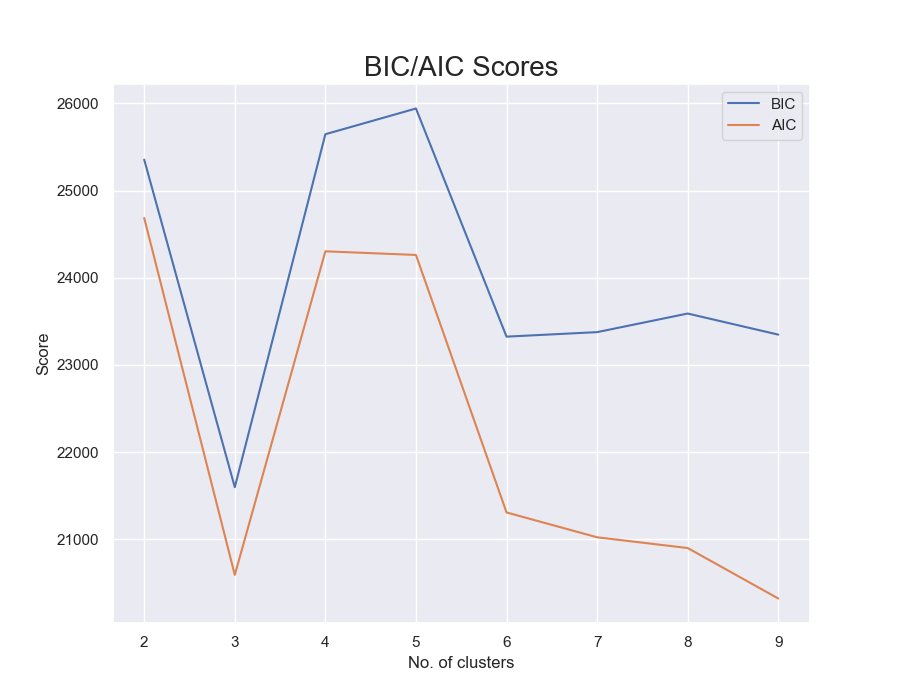 BIC/AIC Scores
BIC
AIC
26000
25000
24000
23000
22000
21000
Score
2 3 4 5 6 7 8 9
No. of clusters